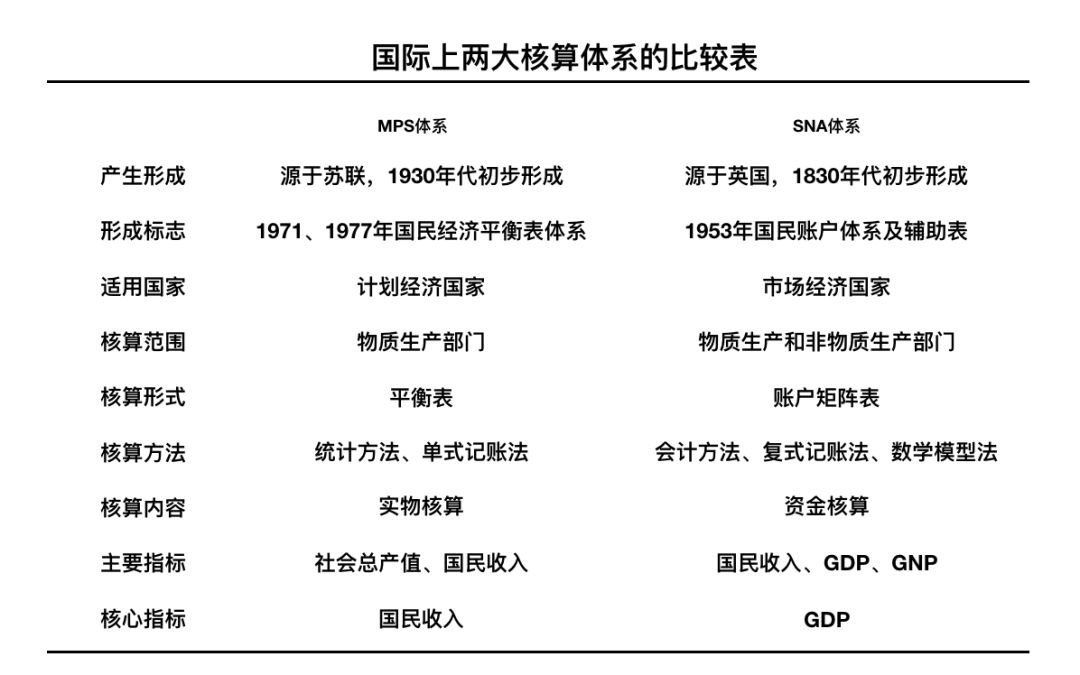 国际上两大核算体系的比较表
MPS体系 SNA体系
产生形成 源于苏联，1930年代初步形成 源于英国，1830年代初步形成
形成标志 1971、1977年国民经济平衡表体系 1953年国民账户体系及辅助表
适用国家 计划经济国家 市场经济国家
核算范围 物质生产部门 物质生产和非物质生产部门
核算形式 平衡表 账户矩阵表
核算方法 统计方法、单式记账法 会计方法、复式记账法、数学模型法
核算内容 实物核算 资金核算
主要指标 社会总产值、国民收入 国民收入、GDP、GNP
核心指标 国民收入 GDP